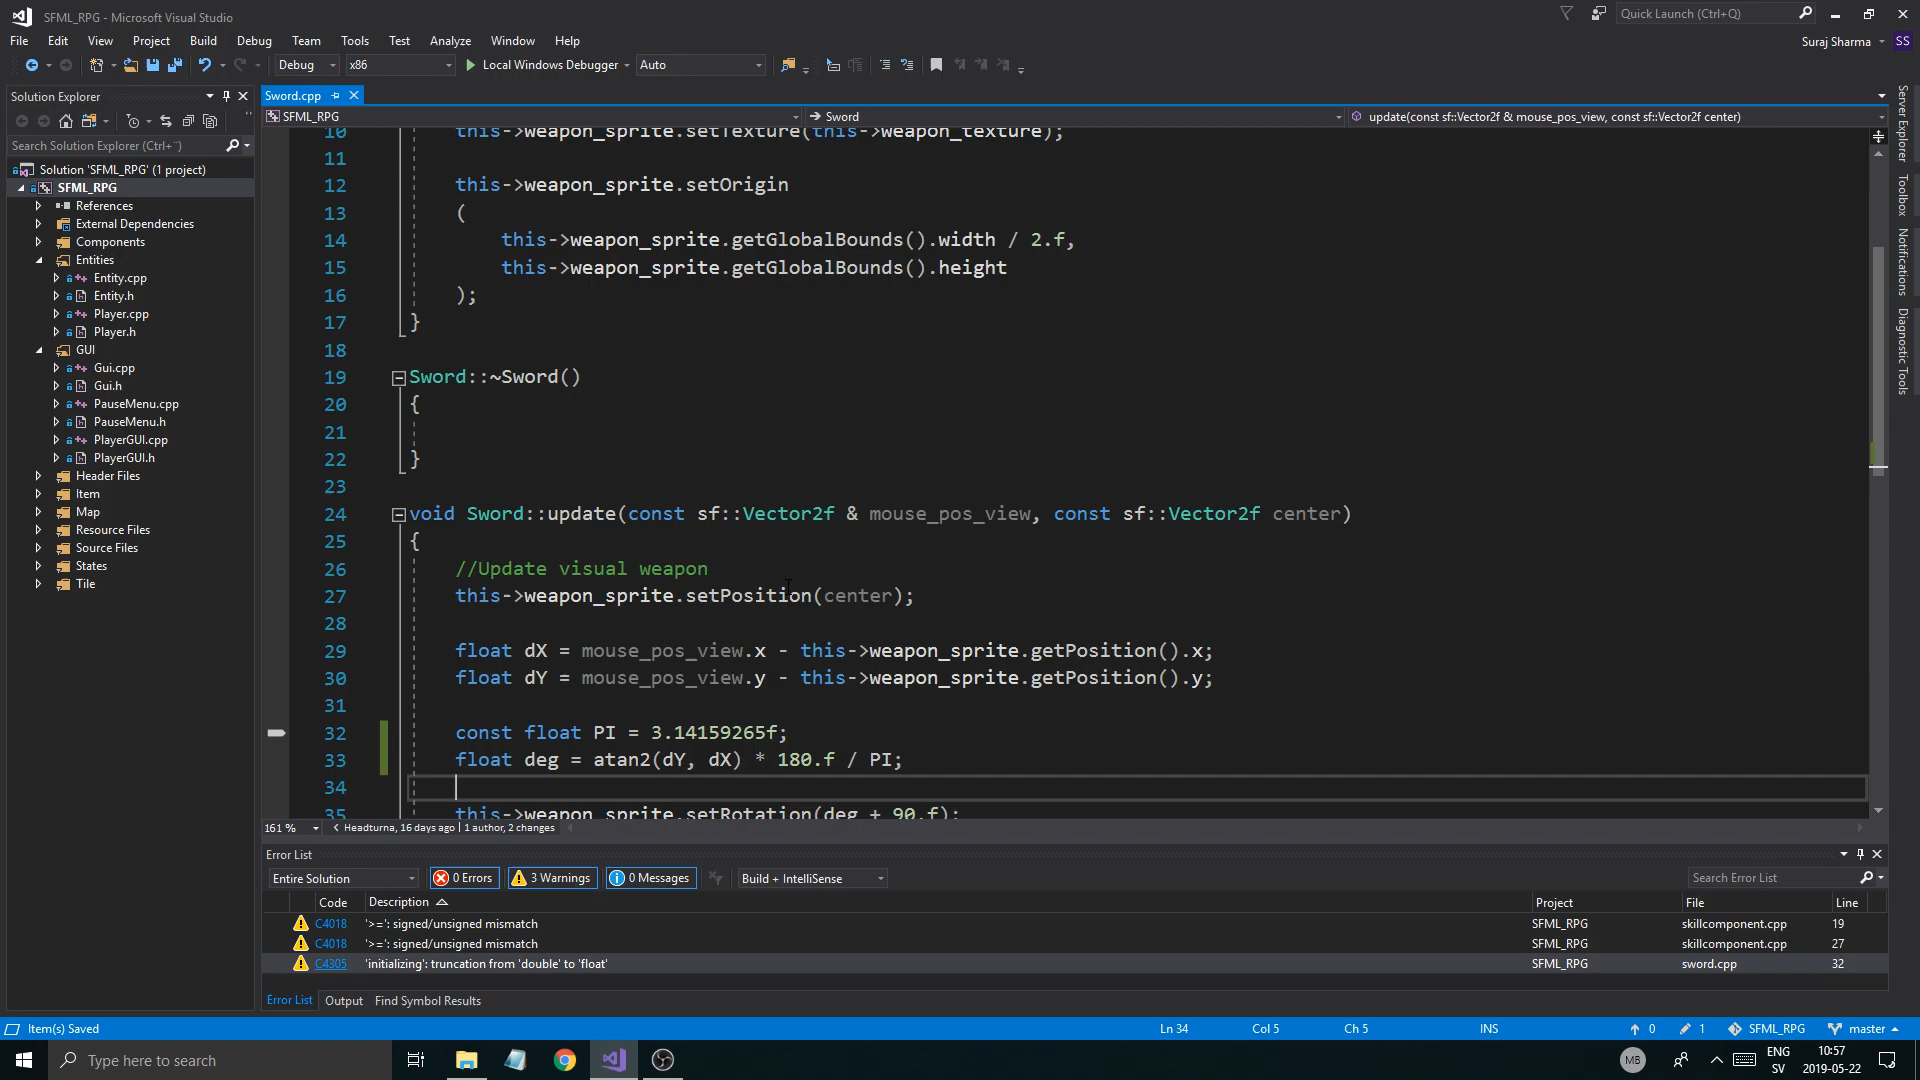 SFML_RPG - Microsoft Visual Studio
Quick Launch (Ctrl+Q)
File Edit View Project Build Debug Team Tools Test Analyze Window Help
Suraj Sharma SS
Debug x86 Local Windows Debugger Auto
Solution Explorer
Search Solution Explorer (Ctrl+¨)
Solution 'SFML_RPG' (1 project)
SFML_RPG
References
External Dependencies
Components
Entities
Entity.cpp
Entity.h
Player.cpp
Player.h
GUI
Gui.cpp
Gui.h
PauseMenu.cpp
PauseMenu.h
PlayerGUI.cpp
PlayerGUI.h
Header Files
Item
Map
Resource Files
Source Files
States
Tile
Sword.cpp
SFML_RPG Sword update(const sf::Vector2f & mouse_pos_view, const sf::Vector2f center)
10 this->weapon_sprite.setTexture(this->weapon_texture);
11
12 this->weapon_sprite.setOrigin
13 (
14 this->weapon_sprite.getGlobalBounds().width / 2.f,
15 this->weapon_sprite.getGlobalBounds().height
16 );
17 }
18
19 Sword::~Sword()
20 {
21
22 }
23
24 void Sword::update(const sf::Vector2f & mouse_pos_view, const sf::Vector2f center)
25 {
26 //Update visual weapon
27 this->weapon_sprite.setPosition(center);
28
29 float dX = mouse_pos_view.x - this->weapon_sprite.getPosition().x;
30 float dY = mouse_pos_view.y - this->weapon_sprite.getPosition().y;
31
32 const float PI = 3.14159265f;
33 float deg = atan2(dY, dX) * 180.f / PI;
34
35 this->weapon_sprite.setRotation(deg + 90.f);
161 % Headturna, 16 days ago | 1 author, 2 changes
Error List
Entire Solution 0 Errors 3 Warnings 0 Messages Build + IntelliSense Search Error List
Code Description Project File Line
C4018 '>=': signed/unsigned mismatch SFML_RPG skillcomponent.cpp 19
C4018 '>=': signed/unsigned mismatch SFML_RPG skillcomponent.cpp 27
C4305 'initializing': truncation from 'double' to 'float' SFML_RPG sword.cpp 32
Error List Output Find Symbol Results
Item(s) Saved Ln 34 Col 5 Ch 5 INS 0 1 SFML_RPG master
Type here to search MB ENG 10:57
SV 2019-05-22
Server Explorer
Toolbox
Notifications
Diagnostic Tools